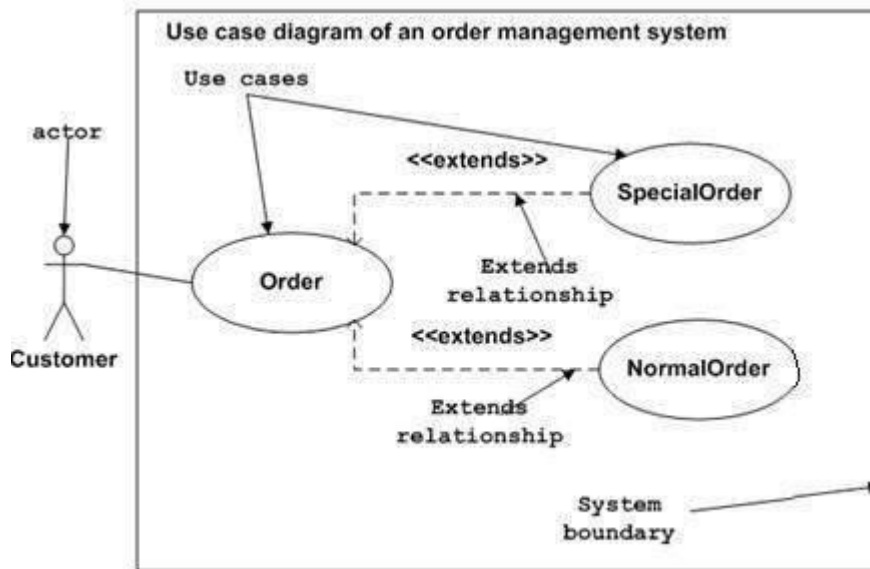 Use case diagram of an order management system
Use cases
actor
<<extends>>
SpecialOrder
Order
Extends
relationship
<<extends>>
Customer
NormalOrder
Extends
relationship
System
boundary